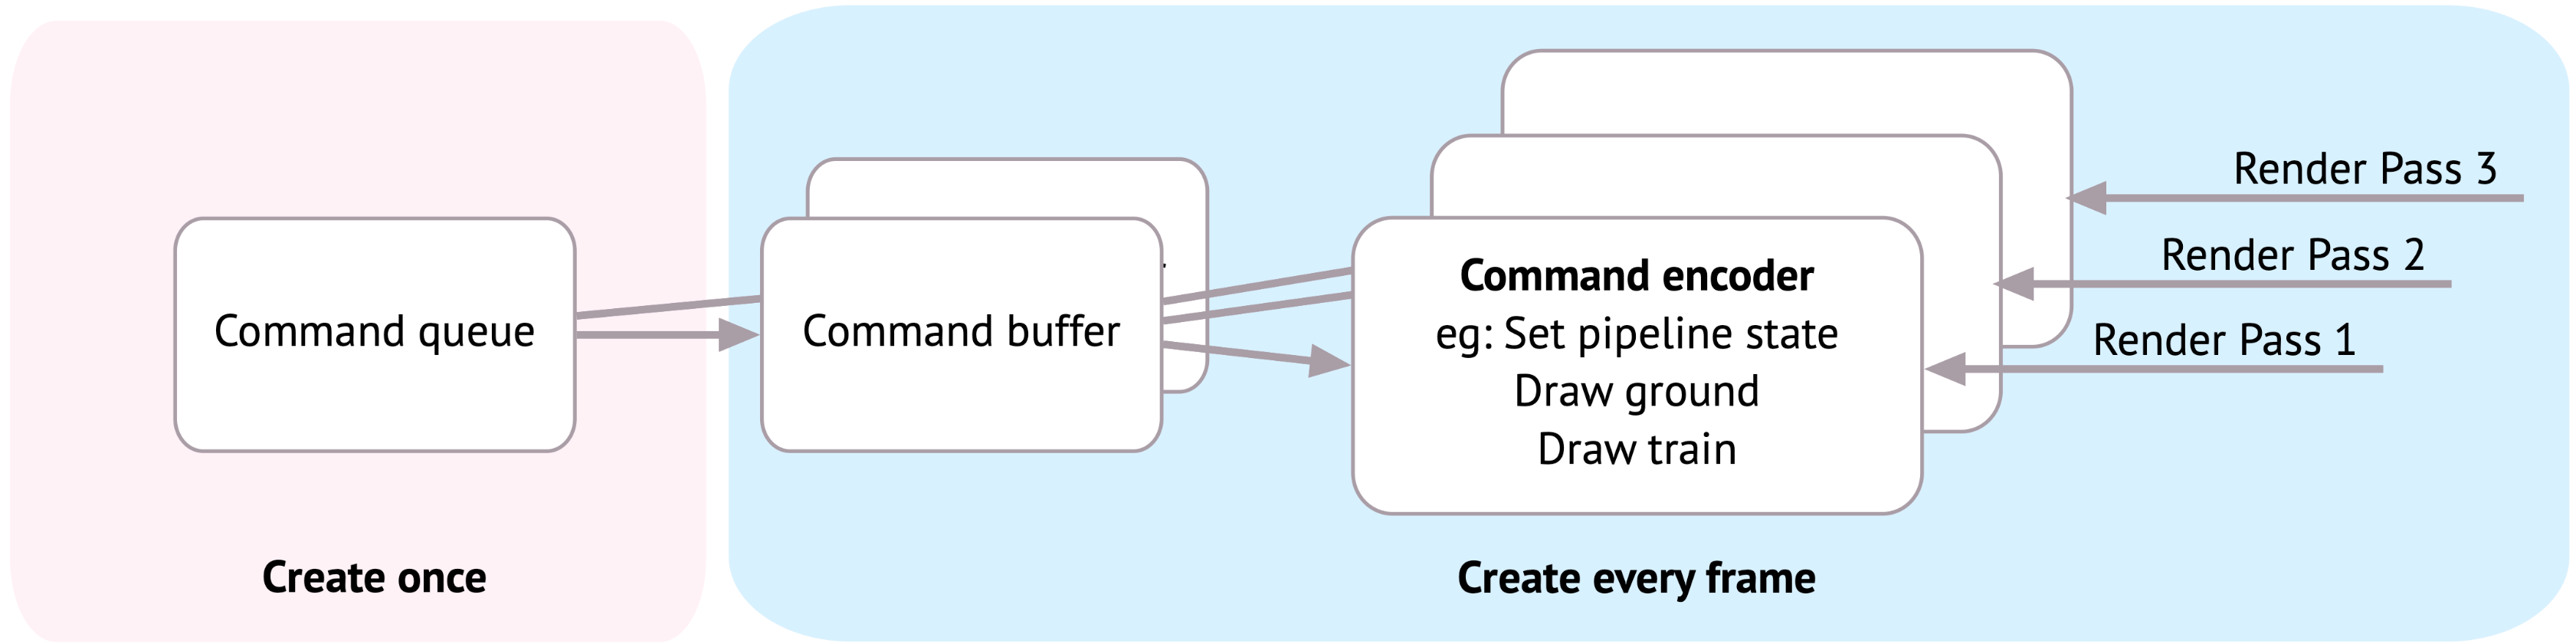 Command queue
Create once
Command buffer
Command encoder
eg: Set pipeline state
Draw ground
Draw train
Render Pass 3
Render Pass 2
Render Pass 1
Create every frame